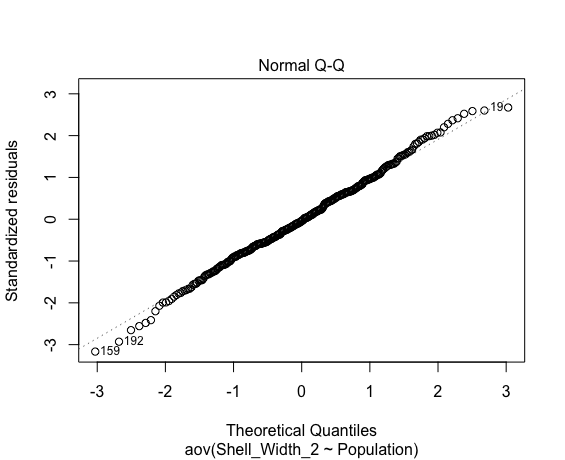 Normal Q-Q
Standardized residuals
3
2
1
0
-1
-2
-3
19
192
159
-3 -2 -1 0 1 2 3
Theoretical Quantiles
aov(Shell_Width_2 ~ Population)